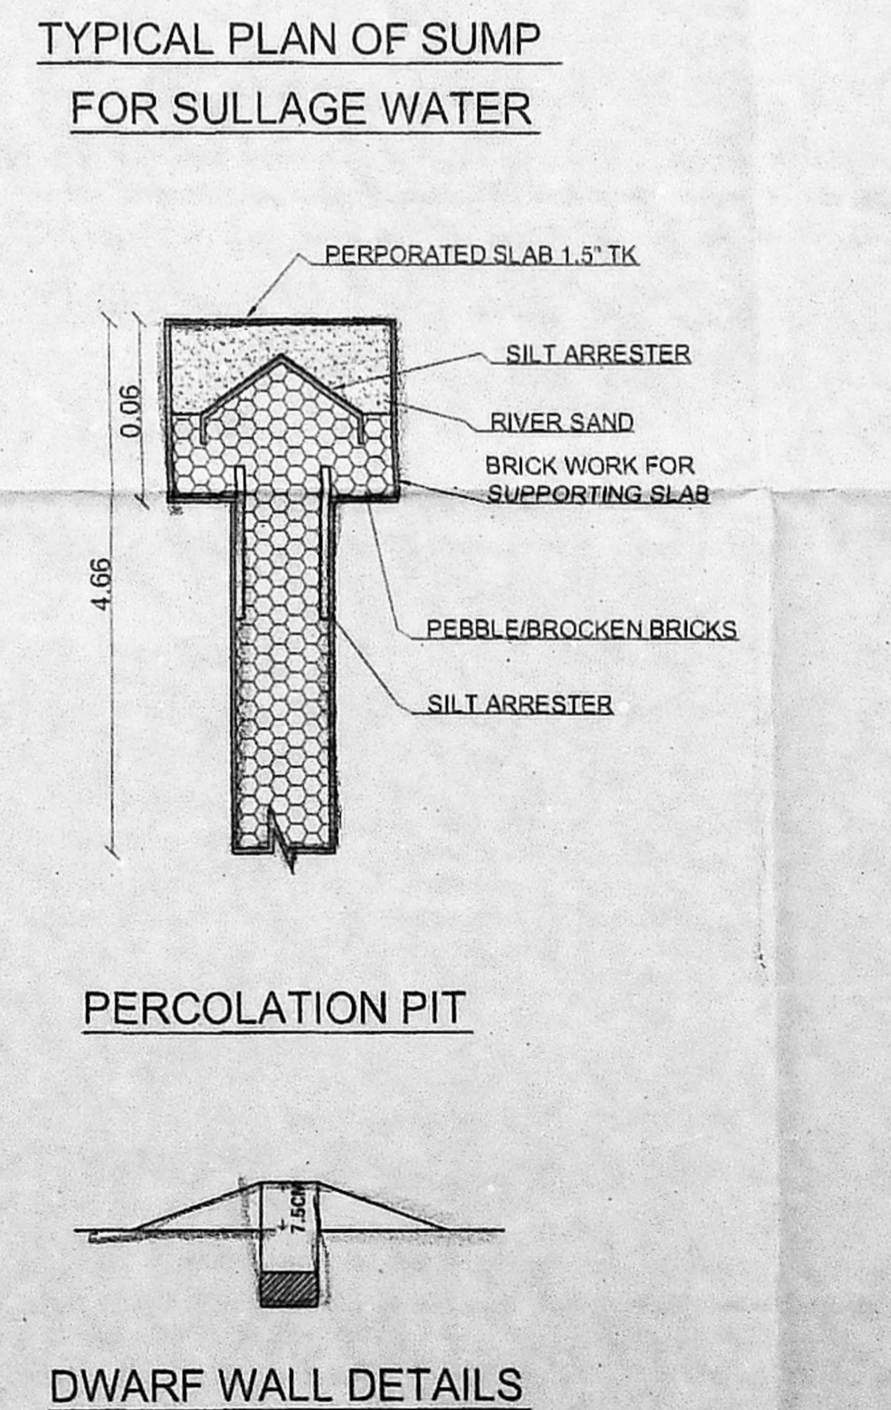 TYPICAL PLAN OF SUMP
FOR SULLAGE WATER
PERPORATED SLAB 1.5" TK
SILT ARRESTER
0.06
RIVER SAND
BRICK WORK FOR
SUPPORTING SLAB
4.66
PEBBLE/BROCKEN BRICKS
SILT ARRESTER
PERCOLATION PIT
7.5CM
DWARF WALL DETAILS